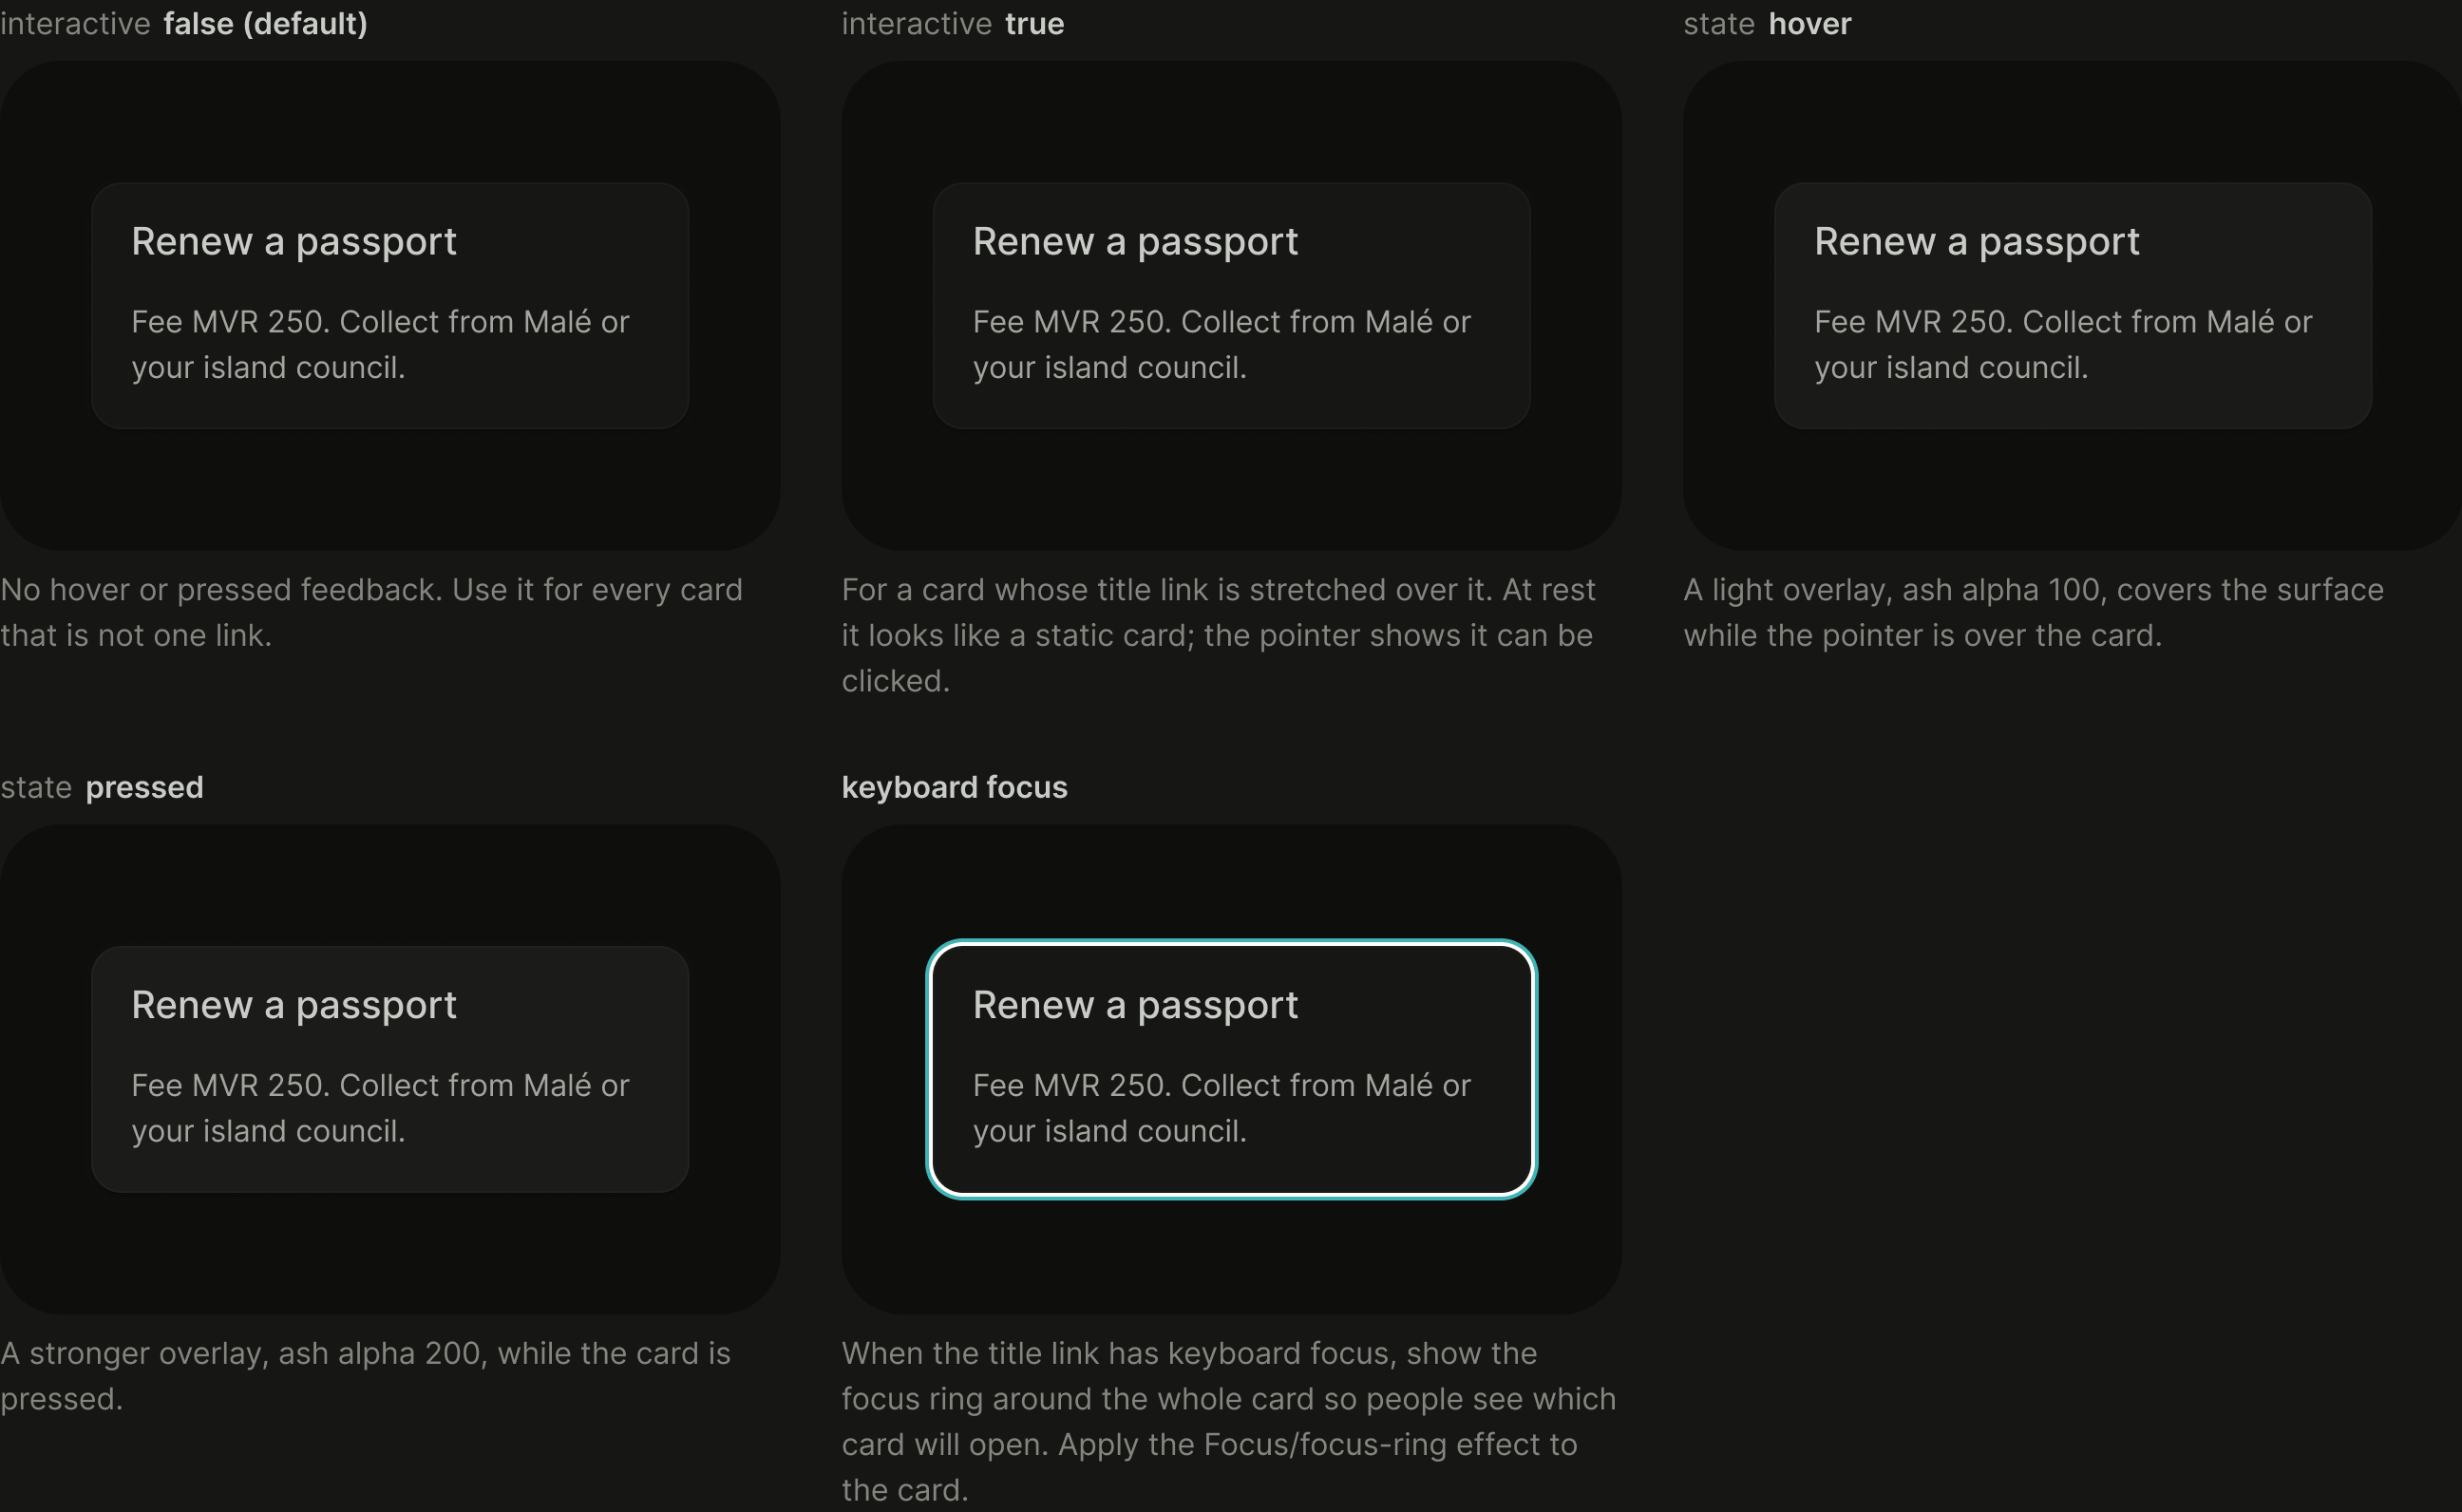 interactive false (default)
Renew a passport
Fee MVR 250. Collect from Malé or
your island council.
No hover or pressed feedback. Use it for every card
that is not one link.
interactive true
Renew a passport
Fee MVR 250. Collect from Malé or
your island council.
For a card whose title link is stretched over it. At rest
it looks like a static card; the pointer shows it can be
clicked.
state hover
Renew a passport
Fee MVR 250. Collect from Malé or
your island council.
A light overlay, ash alpha 100, covers the surface
while the pointer is over the card.
state pressed
Renew a passport
Fee MVR 250. Collect from Malé or
your island council.
A stronger overlay, ash alpha 200, while the card is
pressed.
keyboard focus
Renew a passport
Fee MVR 250. Collect from Malé or
your island council.
When the title link has keyboard focus, show the
focus ring around the whole card so people see which
card will open. Apply the Focus/focus-ring effect to
the card.